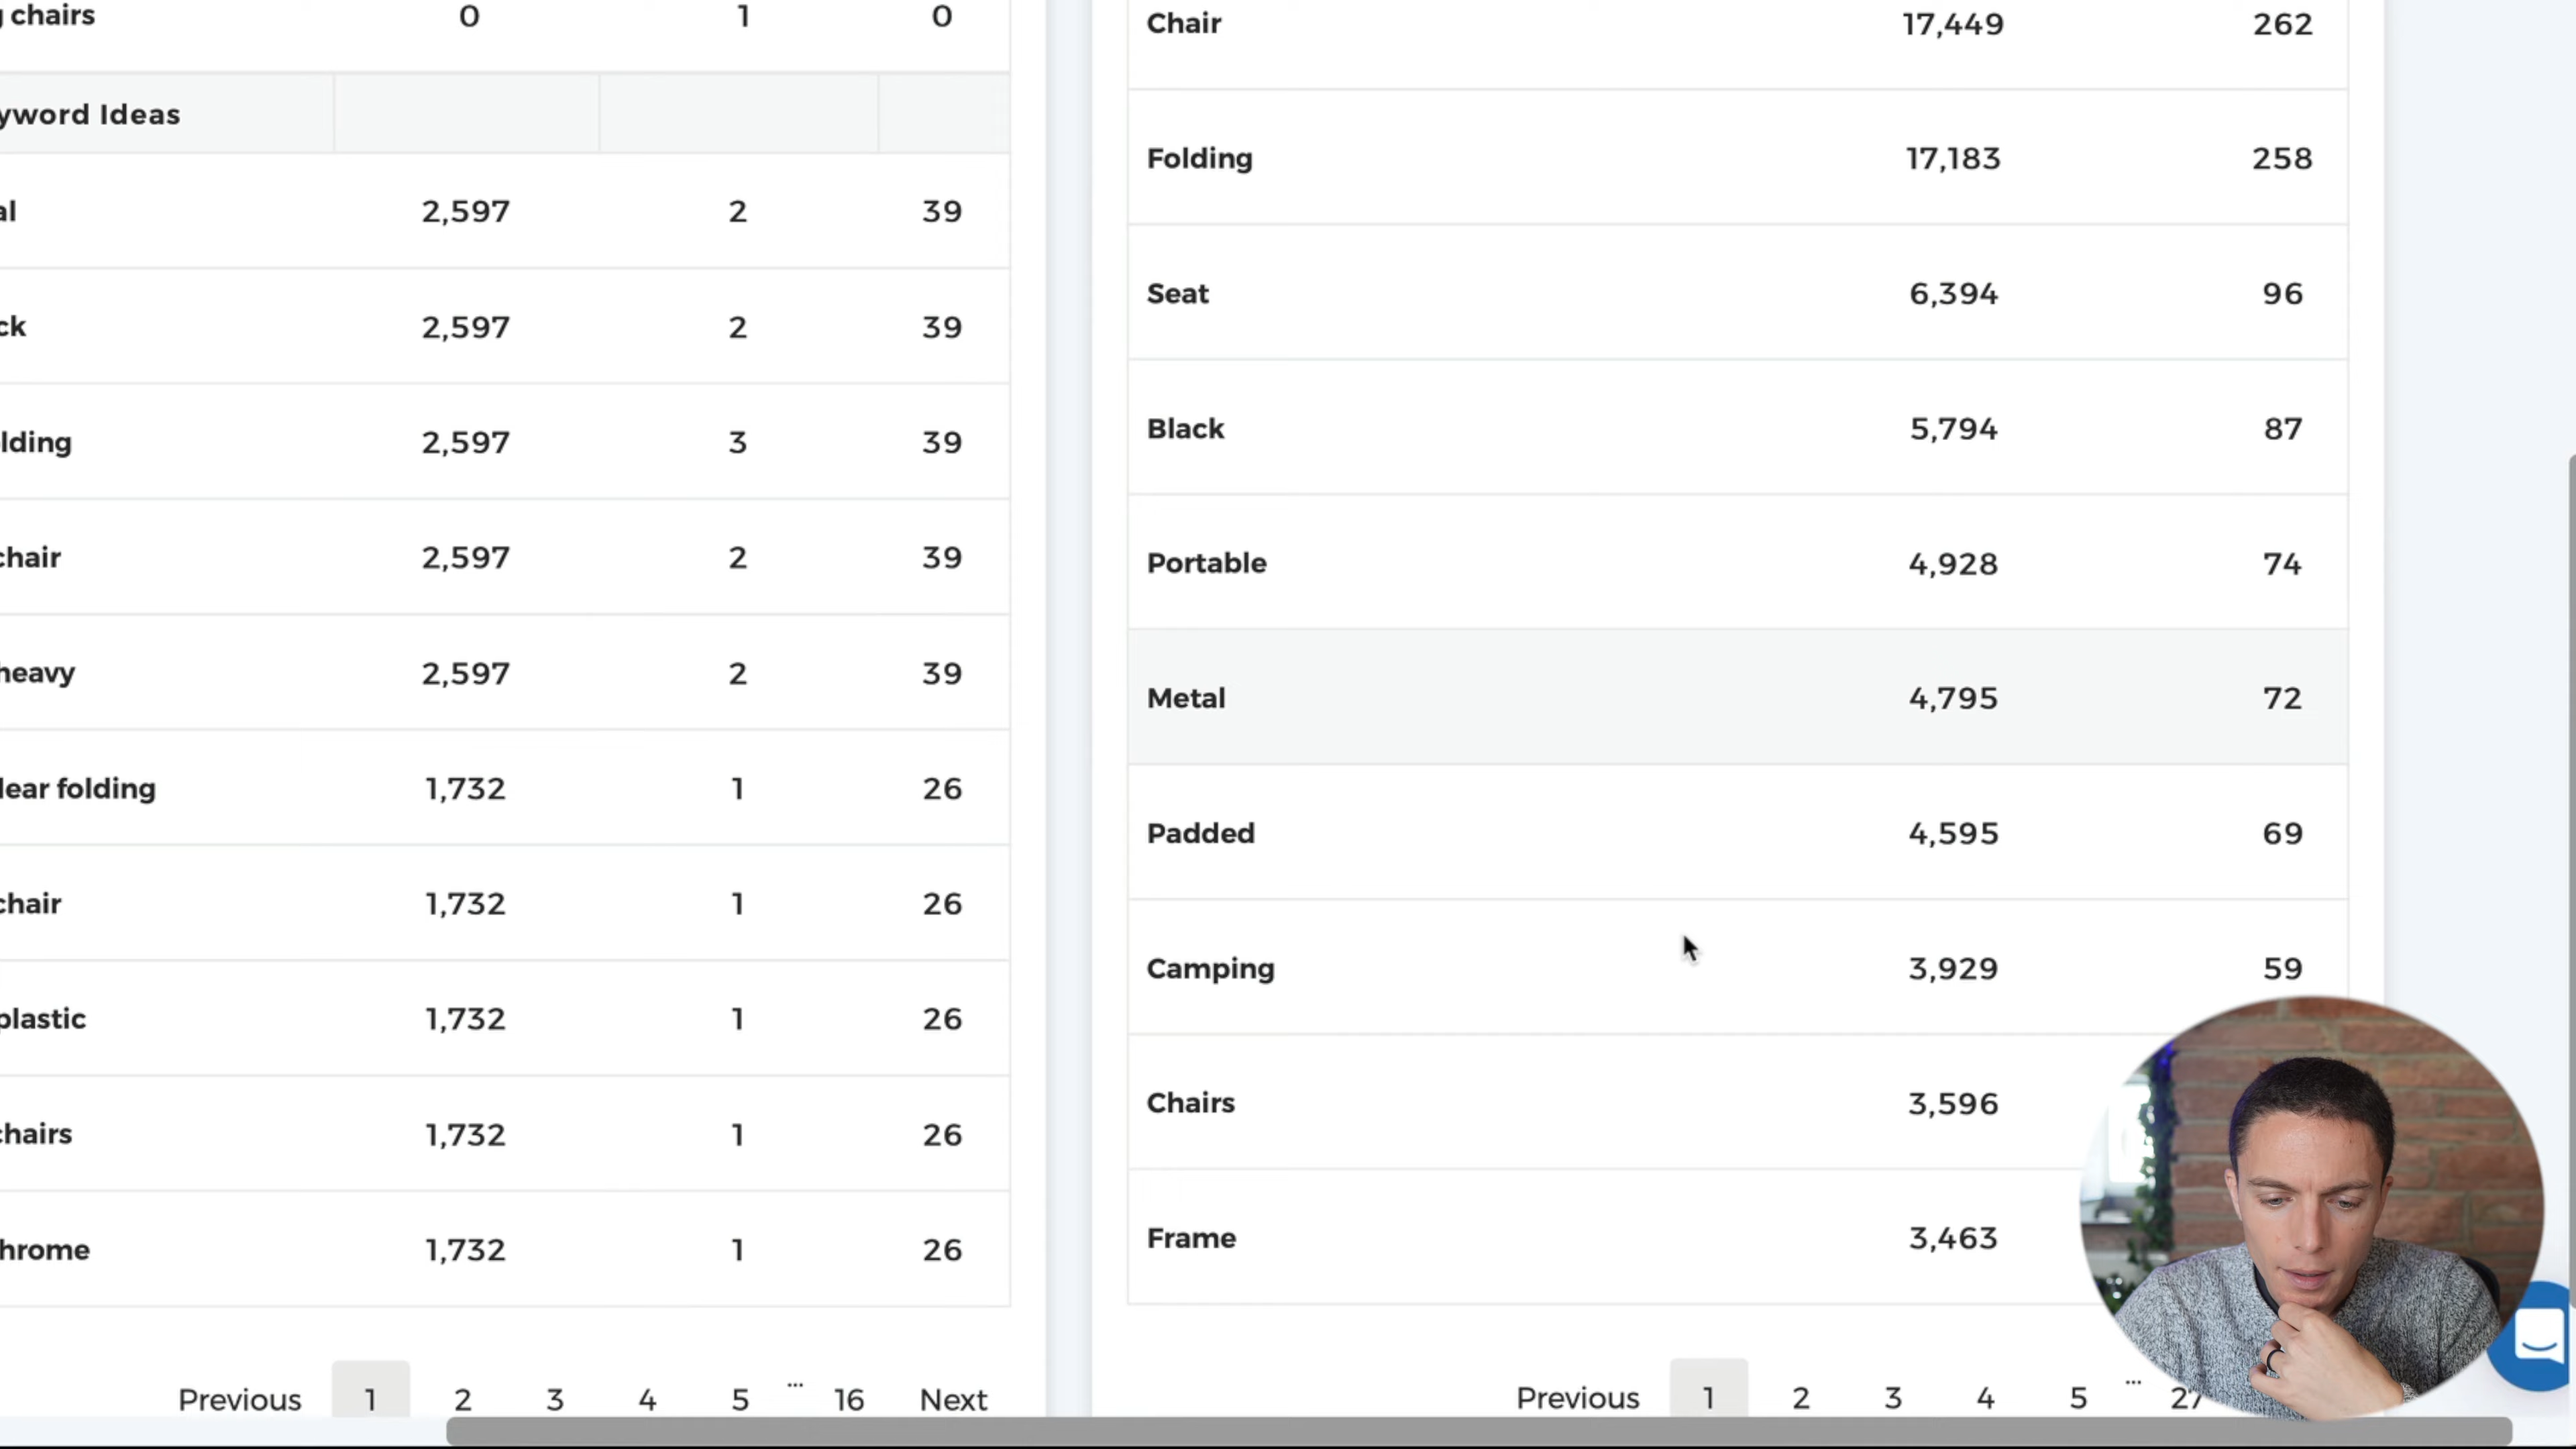 chairs 0 1 0
yword Ideas
al 2,597 2 39
ck 2,597 2 39
lding 2,597 3 39
chair 2,597 2 39
heavy 2,597 2 39
lear folding 1,732 1 26
chair 1,732 1 26
plastic 1,732 1 26
chairs 1,732 1 26
hrome 1,732 1 26
Previous 1 2 3 4 5 ... 16 Next
Chair 17,449 262
Folding 17,183 258
Seat 6,394 96
Black 5,794 87
Portable 4,928 74
Metal 4,795 72
Padded 4,595 69
Camping 3,929 59
Chairs 3,596
Frame 3,463
Previous 1 2 3 4 5 ... 27